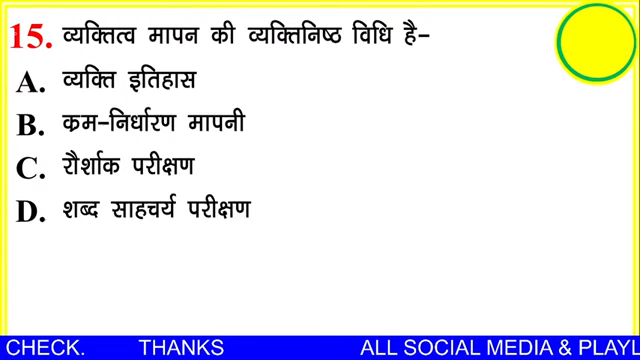 15. व्यक्तित्व मापन की व्यक्तिनिष्ठ विधि है-
A. व्यक्ति इतिहास
B. क्रम-निर्धारण मापनी
C. रौर्शाक परीक्षण
D. शब्द साहचर्य परीक्षण
CHECK. THANKS ALL SOCIAL MEDIA & PLAYL